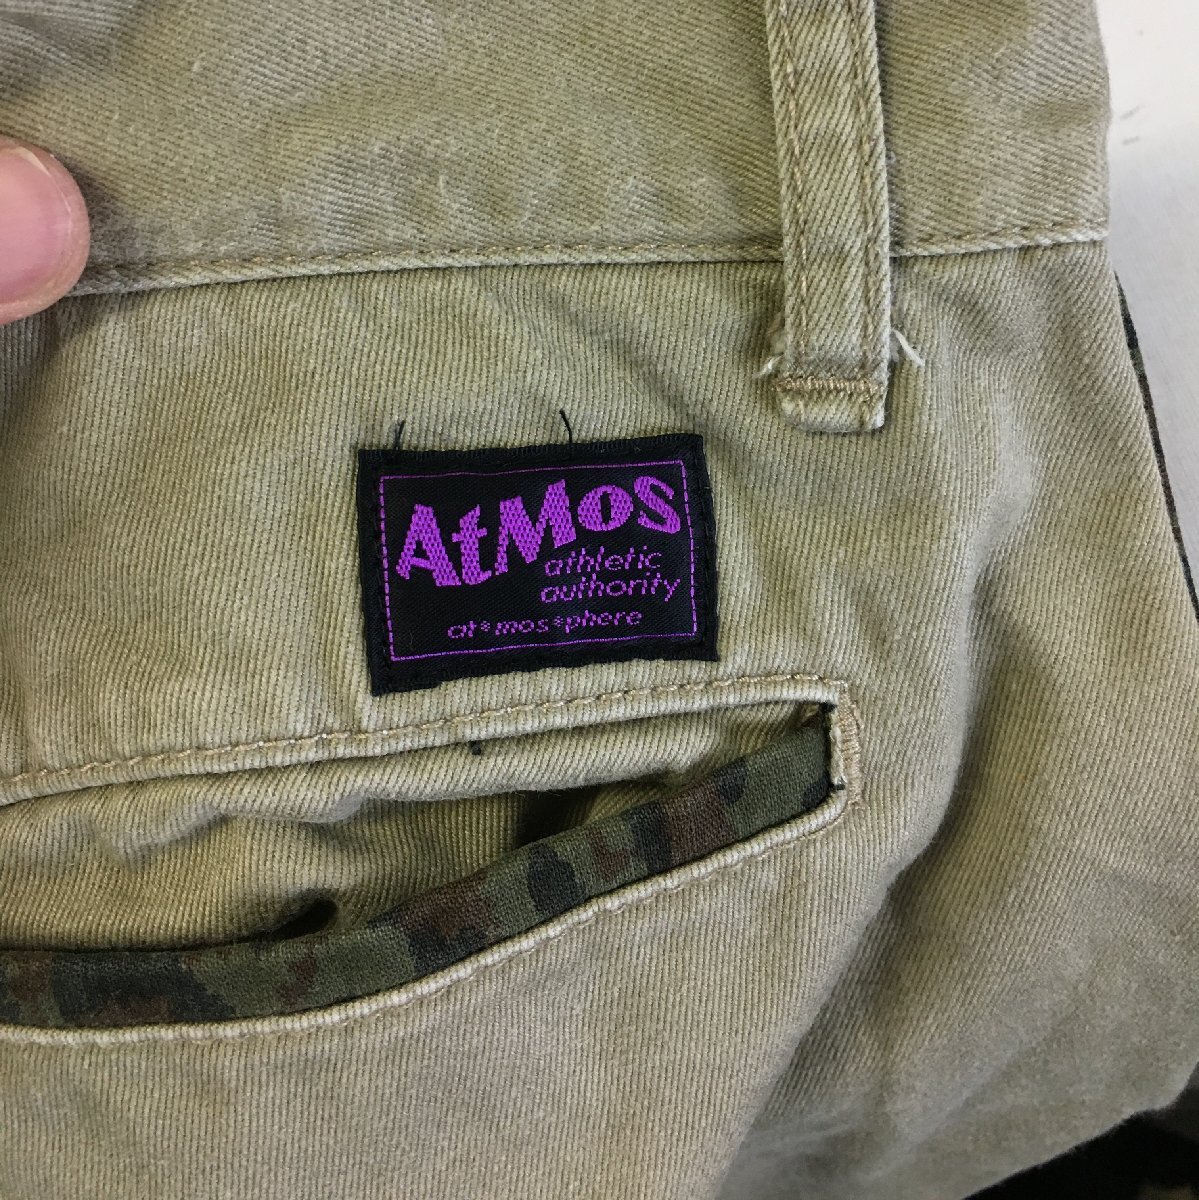 AtMos
athletic
authority
at*mos*phere